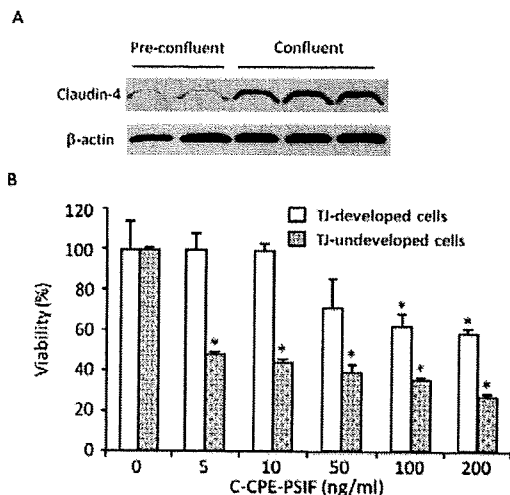 A
Pre-confluent Confluent
Claudin-4
β-actin
B
TJ-developed cells
TJ-undeveloped cells
Viability (%)
120
100
80
60
40
20
0
* * * * * * *
0 5 10 50 100 200
C-CPE-PSIF (ng/ml)